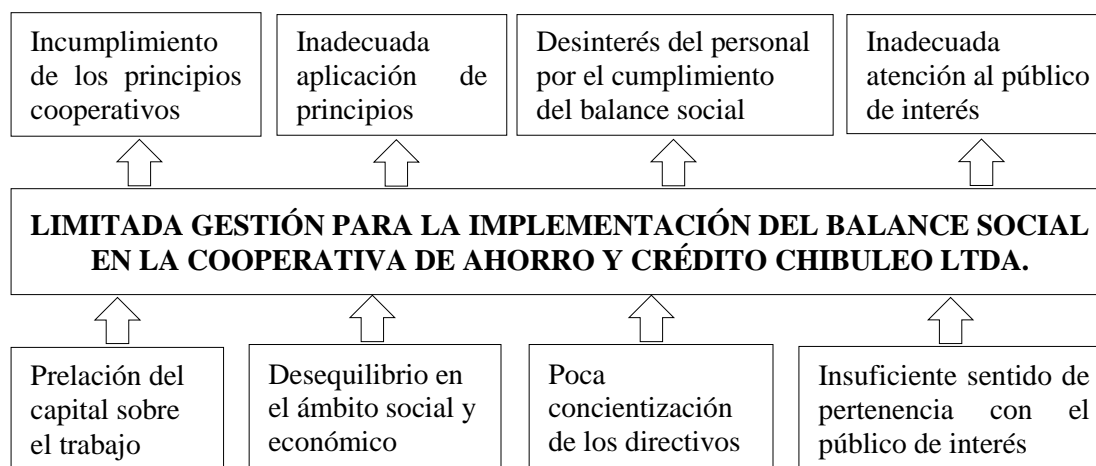 Incumplimiento
de los principios
cooperativos
Inadecuada
aplicación de
principios
Desinterés del personal
por el cumplimiento
del balance social
Inadecuada
atención al público
de interés
LIMITADA GESTIÓN PARA LA IMPLEMENTACIÓN DEL BALANCE SOCIAL
EN LA COOPERATIVA DE AHORRO Y CRÉDITO CHIBULEO LTDA.
Prelación del
capital sobre
el trabajo
Desequilibrio en
el ámbito social y
económico
Poca
concientización
de los directivos
Insuficiente sentido de
pertenencia con el
público de interés